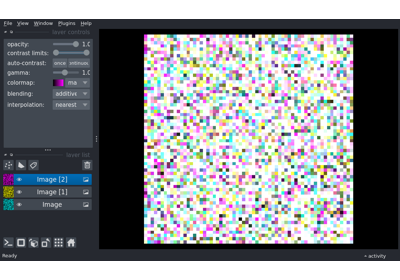 File View Window Plugins Help
layer controls
opacity: 1.0
contrast limits:
auto-contrast: once
gamma: 1.0
colormap: ma
blending: additive
interpolation: nearest
layer list
Image [2]
Image [1]
Image
Ready
activity